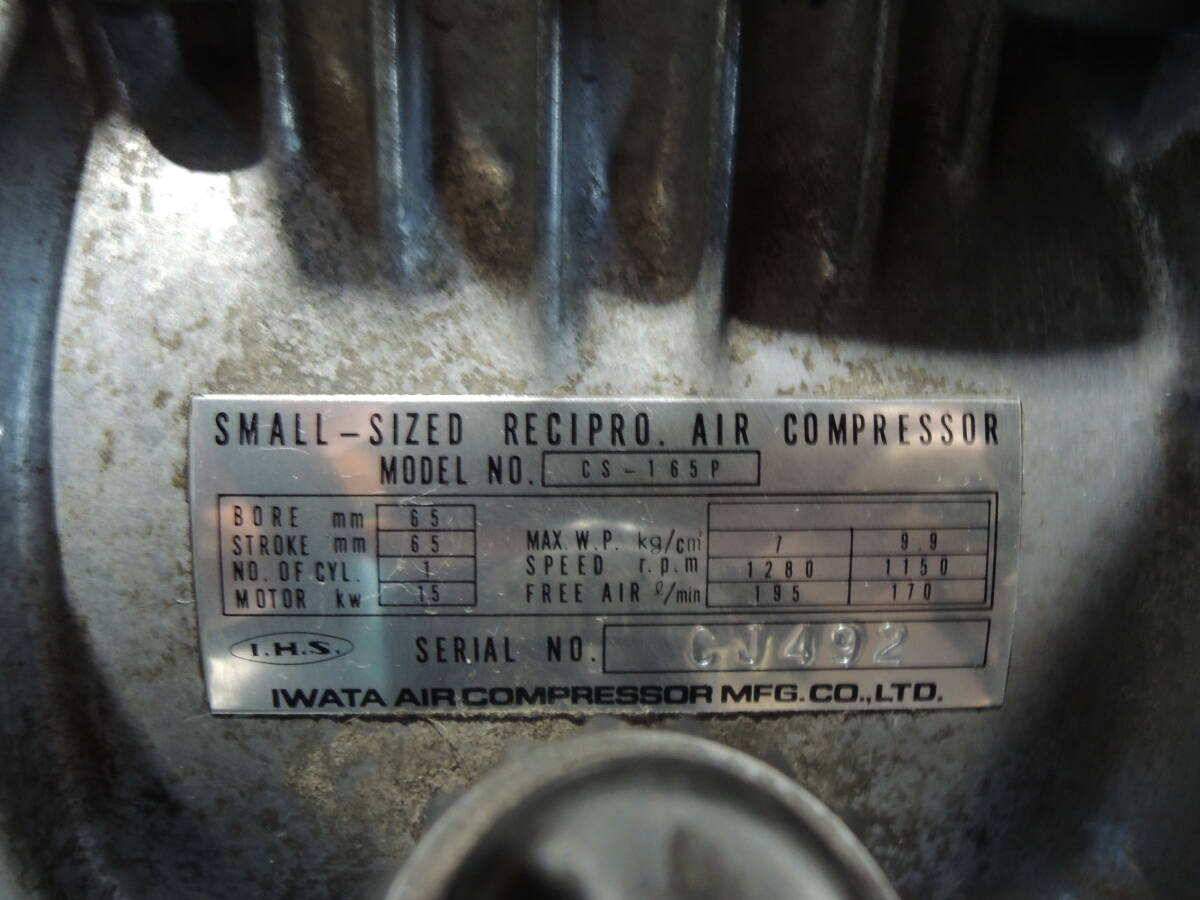 SMALL-SIZED RECIPRO. AIR COMPRESSOR
MODEL NO. CS-165P
BORE mm 65
STROKE mm 65 MAX. W.P. kg/cm² 7 9.9
NO. OF CYL. 1 SPEED r.p.m 1280 1150
MOTOR kw 15 FREE AIR ℓ/min 195 170
I.H.S. SERIAL NO. CJ492
IWATA AIR COMPRESSOR MFG. CO., LTD.